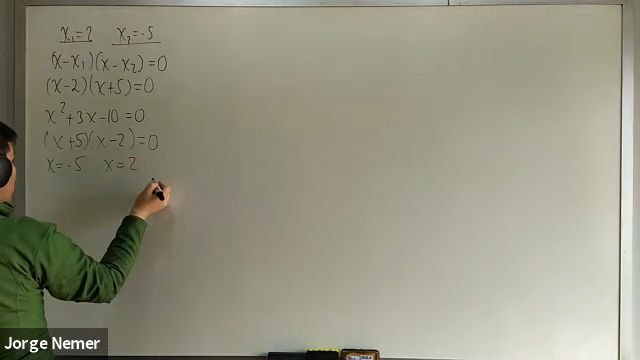 x₁=2 x₂=-5
(x-x₁)(x-x₂)=0
(x-2)(x+5)=0
x²+3x-10=0
(x+5)(x-2)=0
x=-5 x=2
Jorge Nemer